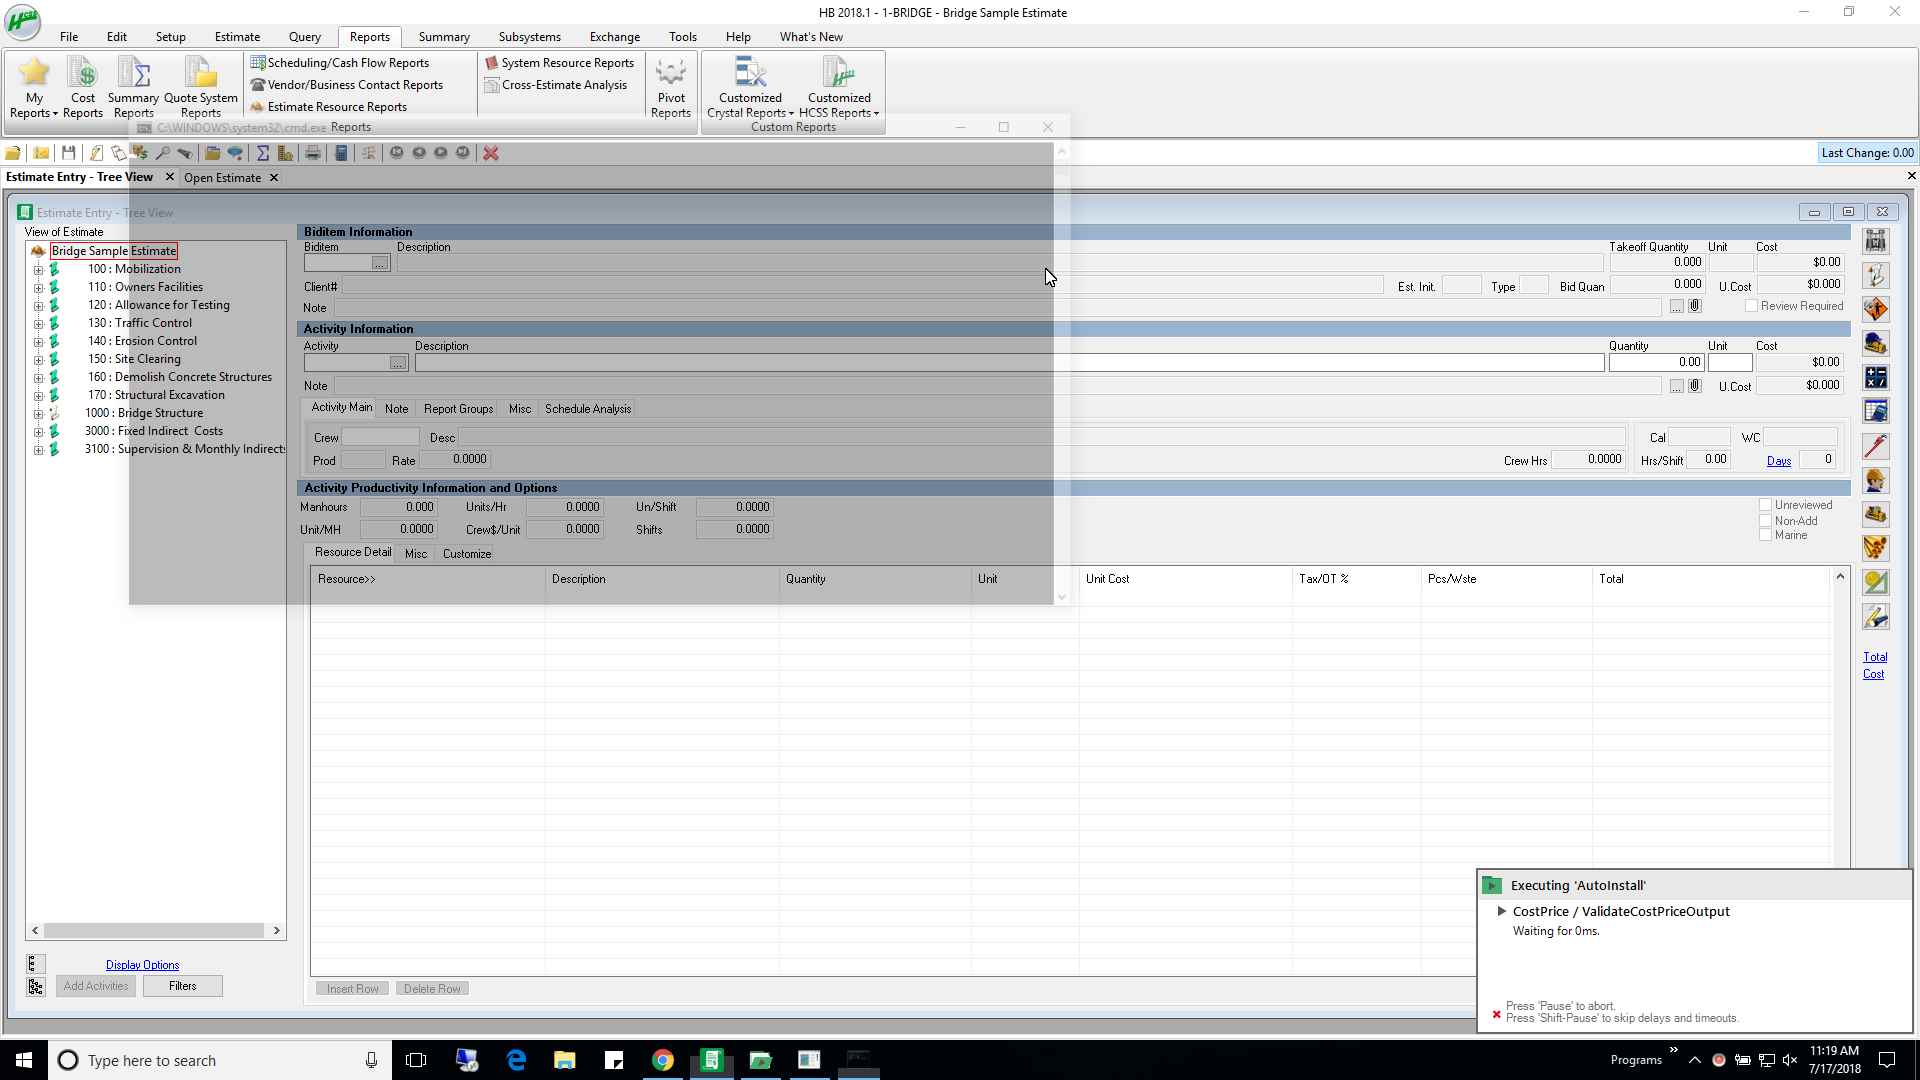 HB 2018.1 - 1-BRIDGE - Bridge Sample Estimate
File Edit Setup Estimate Query Reports Summary Subsystems Exchange Tools Help What's New
My Reports
Cost Reports
Summary Reports
Quote System Reports
Scheduling/Cash Flow Reports
Vendor/Business Contact Reports
Estimate Resource Reports
System Resource Reports
Cross-Estimate Analysis
Pivot Reports
Customized Crystal Reports
Customized HCSS Reports
C:\WINDOWS\system32\cmd.exe
Reports
Custom Reports
Last Change: 0.00
Estimate Entry - Tree View
Open Estimate
Estimate Entry - Tree View
View of Estimate
Bridge Sample Estimate
100 : Mobilization
110 : Owners Facilities
120 : Allowance for Testing
130 : Traffic Control
140 : Erosion Control
150 : Site Clearing
160 : Demolish Concrete Structures
170 : Structural Excavation
1000 : Bridge Structure
3000 : Fixed Indirect Costs
3100 : Supervision & Monthly Indirects
Display Options
Add Activities
Filters
Biditem Information
Biditem Description Takeoff Quantity Unit Cost
... 0.000 $0.00
Client# Est. Init. Type Bid Quan 0.000 U.Cost $0.000
Note ... Review Required
Activity Information
Activity Description Quantity Unit Cost
... 0.00 $0.00
Note ... U.Cost $0.000
Activity Main Note Report Groups Misc Schedule Analysis
Crew Desc Cal WC
Prod Rate 0.0000 Crew Hrs 0.0000 Hrs/Shift 0.00 Days 0
Activity Productivity Information and Options
Manhours 0.000 Units/Hr 0.0000 Un/Shift 0.0000
Unit/MH 0.0000 Crew$/Unit 0.0000 Shifts 0.0000
Unreviewed
Non-Add
Marine
Resource Detail Misc Customize
Resource>> Description Quantity Unit Unit Cost Tax/OT % Pcs/Wste Total
Total
Cost
Insert Row
Delete Row
Executing 'AutoInstall'
CostPrice / ValidateCostPriceOutput
Waiting for 0ms.
Press 'Pause' to abort.
Press 'Shift-Pause' to skip delays and timeouts.
Type here to search
Programs
11:19 AM
7/17/2018